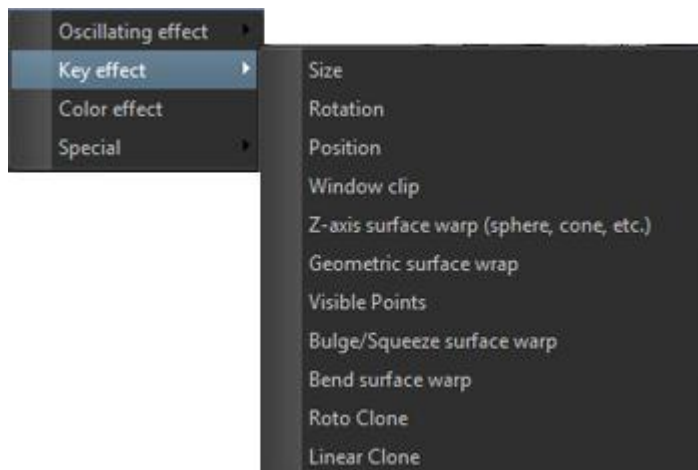 Oscillating effect
Key effect
Color effect
Special
Size
Rotation
Position
Window clip
Z-axis surface warp (sphere, cone, etc.)
Geometric surface wrap
Visible Points
Bulge/Squeeze surface warp
Bend surface warp
Roto Clone
Linear Clone